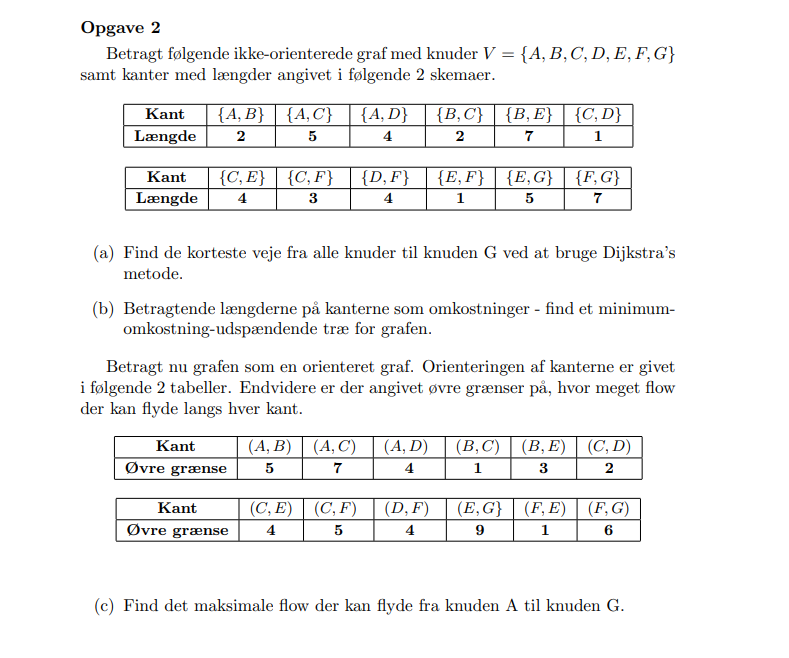 Opgave 2
Betragt følgende ikke-orienterede graf med knuder V = {A, B, C, D, E, F, G}
samt kanter med længder angivet i følgende 2 skemaer.
Kant {A, B} {A, C} {A, D} {B, C} {B, E} {C, D}
Længde 2 5 4 2 7 1
Kant {C, E} {C, F} {D, F} {E, F} {E, G} {F, G}
Længde 4 3 4 1 5 7
(a) Find de korteste veje fra alle knuder til knuden G ved at bruge Dijkstra's
metode.
(b) Betragtende længderne på kanterne som omkostninger - find et minimum-
omkostning-udspændende træ for grafen.
Betragt nu grafen som en orienteret graf. Orienteringen af kanterne er givet
i følgende 2 tabeller. Endvidere er der angivet øvre grænser på, hvor meget flow
der kan flyde langs hver kant.
Kant (A, B) (A, C) (A, D) (B, C) (B, E) (C, D)
Øvre grænse 5 7 4 1 3 2
Kant (C, E) (C, F) (D, F) (E, G} (F, E) (F, G)
Øvre grænse 4 5 4 9 1 6
(c) Find det maksimale flow der kan flyde fra knuden A til knuden G.